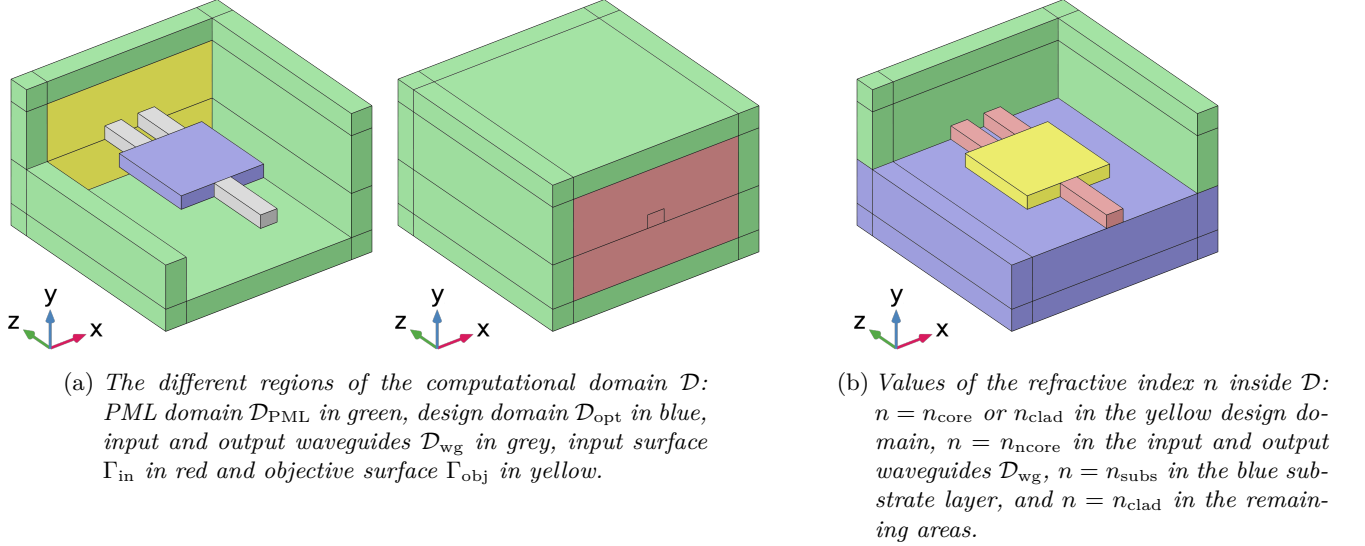 y
z
x
y
z
x
y
z
x
(a) The different regions of the computational domain 𝒟:
PML domain 𝒟PML in green, design domain 𝒟opt in blue,
input and output waveguides 𝒟wg in grey, input surface
Γin in red and objective surface Γobj in yellow.
(b) Values of the refractive index n inside 𝒟:
n = ncore or nclad in the yellow design do-
main, n = nncore in the input and output
waveguides 𝒟wg, n = nsubs in the blue sub-
strate layer, and n = nclad in the remain-
ing areas.